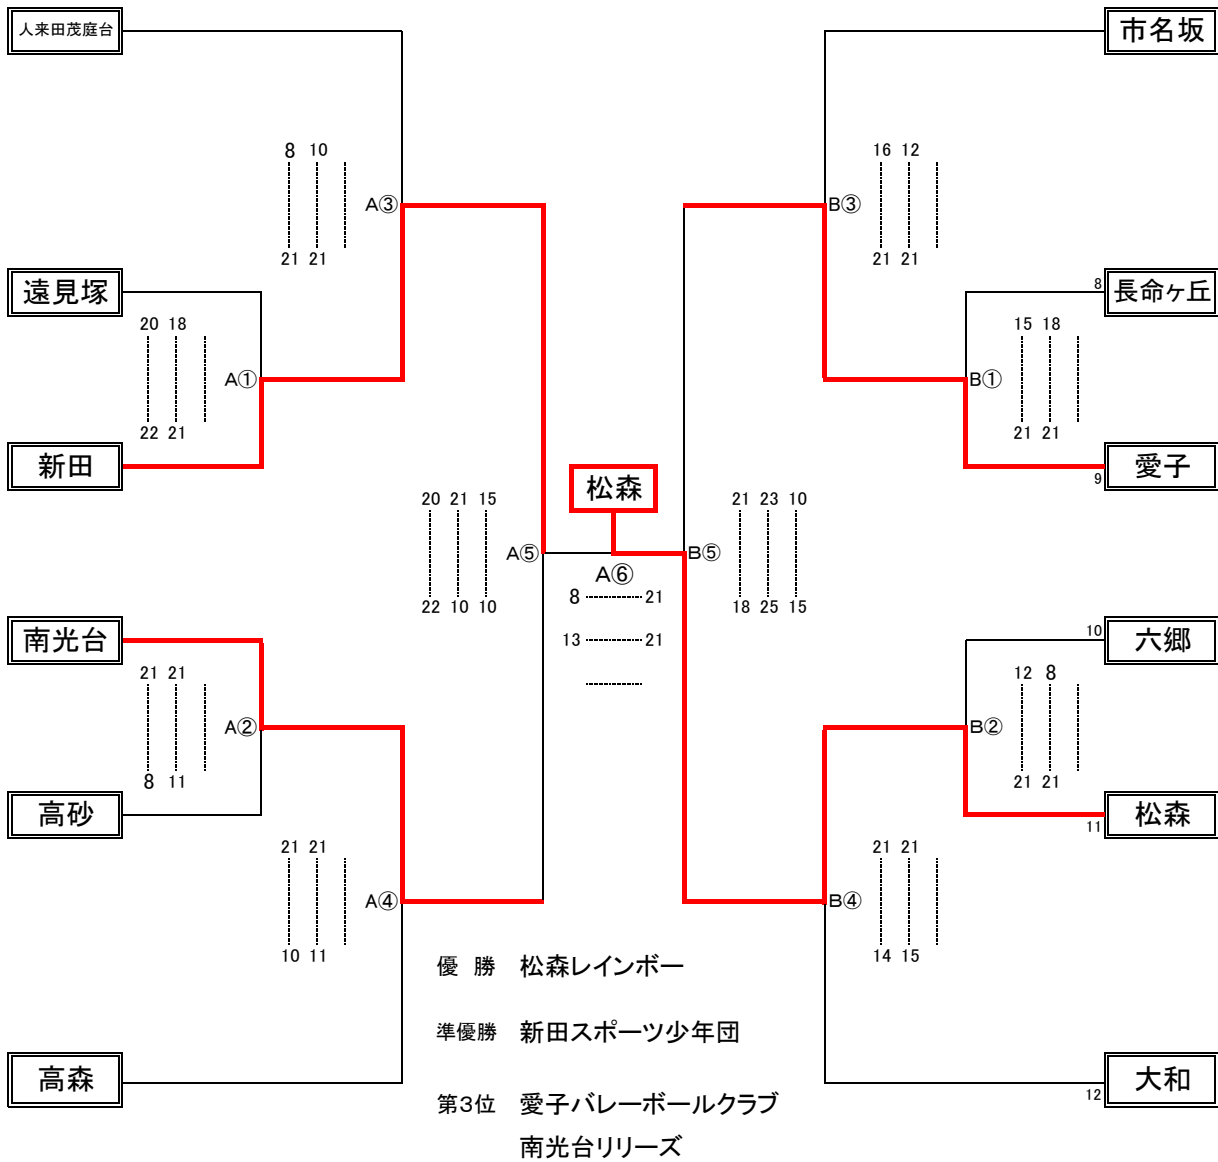 人来田茂庭台
市名坂
8 10
16 12
A③
B③
21 21
21 21
遠見塚
8
長命ヶ丘
20 18
15 18
A①
B①
22 21
21 21
新田
9
愛子
松森
20 21 15
21 23 10
A⑤
B⑤
A⑥
8 21
22 10 10
18 25 15
13 21
南光台
10
六郷
21 21
12 8
A②
B②
8 11
21 21
高砂
11
松森
21 21
21 21
A④
B④
10 11
14 15
優 勝 松森レインボー
準優勝 新田スポーツ少年団
高森
12
大和
第3位 愛子バレーボールクラブ
南光台リリーズ